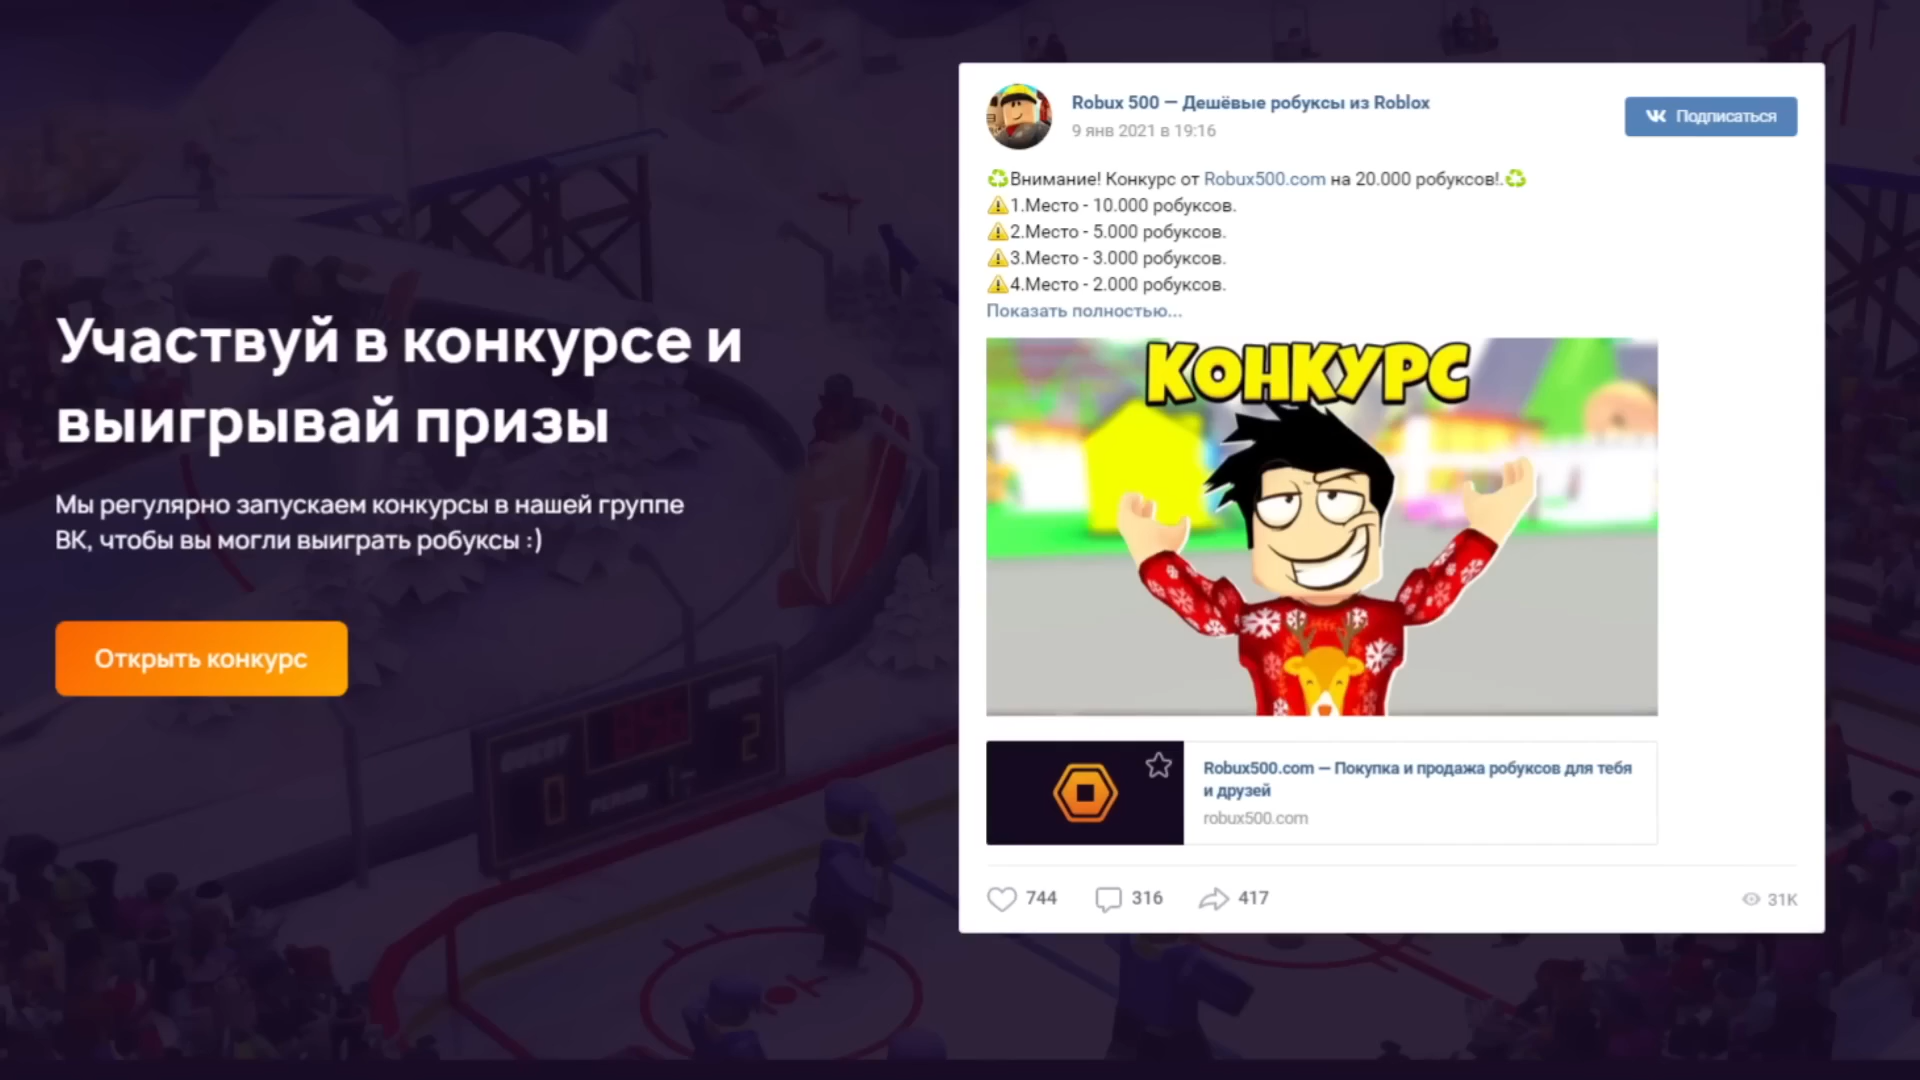 Участвуй в конкурсе и
выигрывай призы
Мы регулярно запускаем конкурсы в нашей группе
ВК, чтобы вы могли выиграть робуксы :)
Открыть конкурс
Robux 500 — Дешёвые робуксы из Roblox
9 янв 2021 в 19:16
Подписаться
Внимание! Конкурс от Robux500.com на 20.000 робуксов!.
1.Место - 10.000 робуксов.
2.Место - 5.000 робуксов.
3.Место - 3.000 робуксов.
4.Место - 2.000 робуксов.
Показать полностью...
КОНКУРС
Robux500.com — Покупка и продажа робуксов для тебя
и друзей
robux500.com
744
316
417
31K